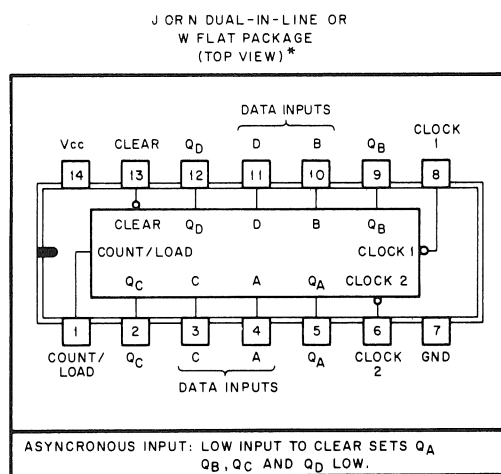 J OR N DUAL-IN-LINE OR
W FLAT PACKAGE
(TOP VIEW)*
DATA INPUTS
Vcc CLEAR QD D B QB CLOCK 1
14 13 12 11 10 9 8
CLEAR QD D B QB
COUNT/LOAD CLOCK 1
QC C A QA CLOCK 2
1 2 3 4 5 6 7
COUNT/LOAD QC C A QA CLOCK 2 GND
DATA INPUTS
ASYNCRONOUS INPUT: LOW INPUT TO CLEAR SETS QA
QB, QC AND QD LOW.